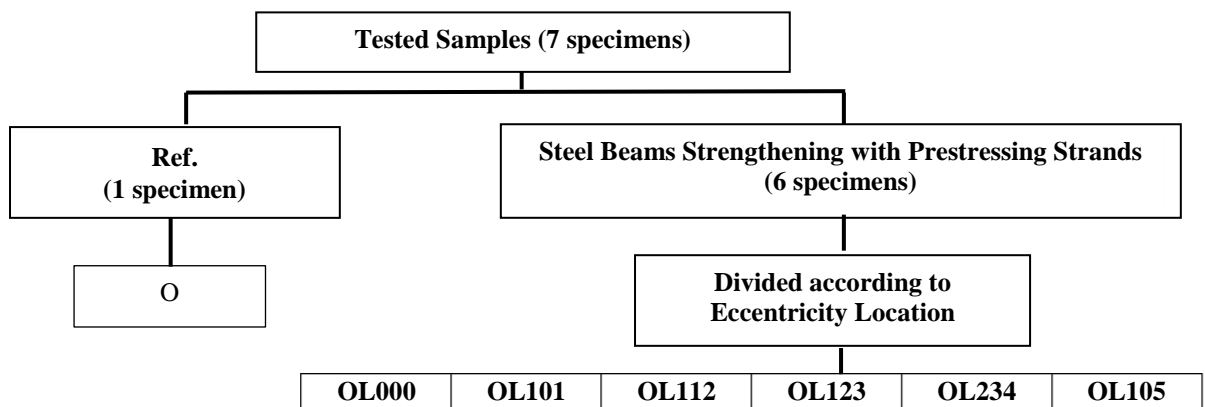 Tested Samples (7 specimens)
Ref.
(1 specimen)
Steel Beams Strengthening with Prestressing Strands
(6 specimens)
O
Divided according to
Eccentricity Location
OL000 OL101 OL112 OL123 OL234 OL105